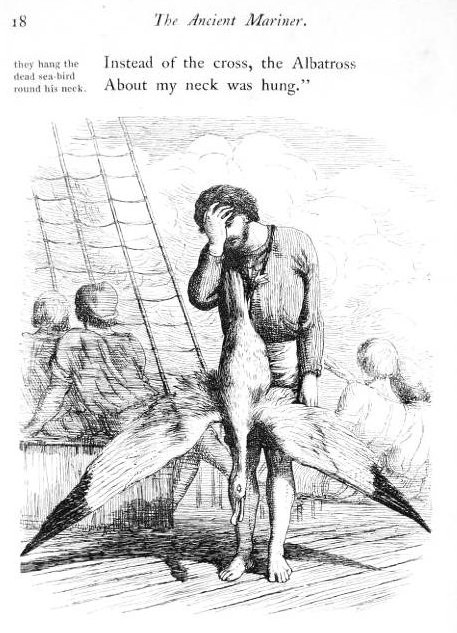 18 The Ancient Mariner.
they hang the
dead sea-bird
round his neck.
Instead of the cross, the Albatross
About my neck was hung.”